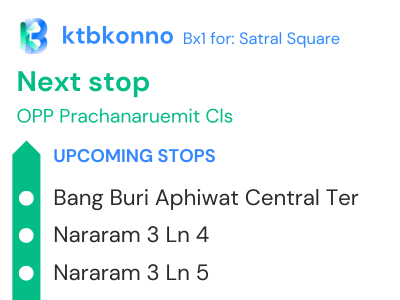 ktbkonno Bx1 for: Satral Square
Next stop
OPP Prachanaruemit Cls
UPCOMING STOPS
Bang Buri Aphiwat Central Ter
Nararam 3 Ln 4
Nararam 3 Ln 5